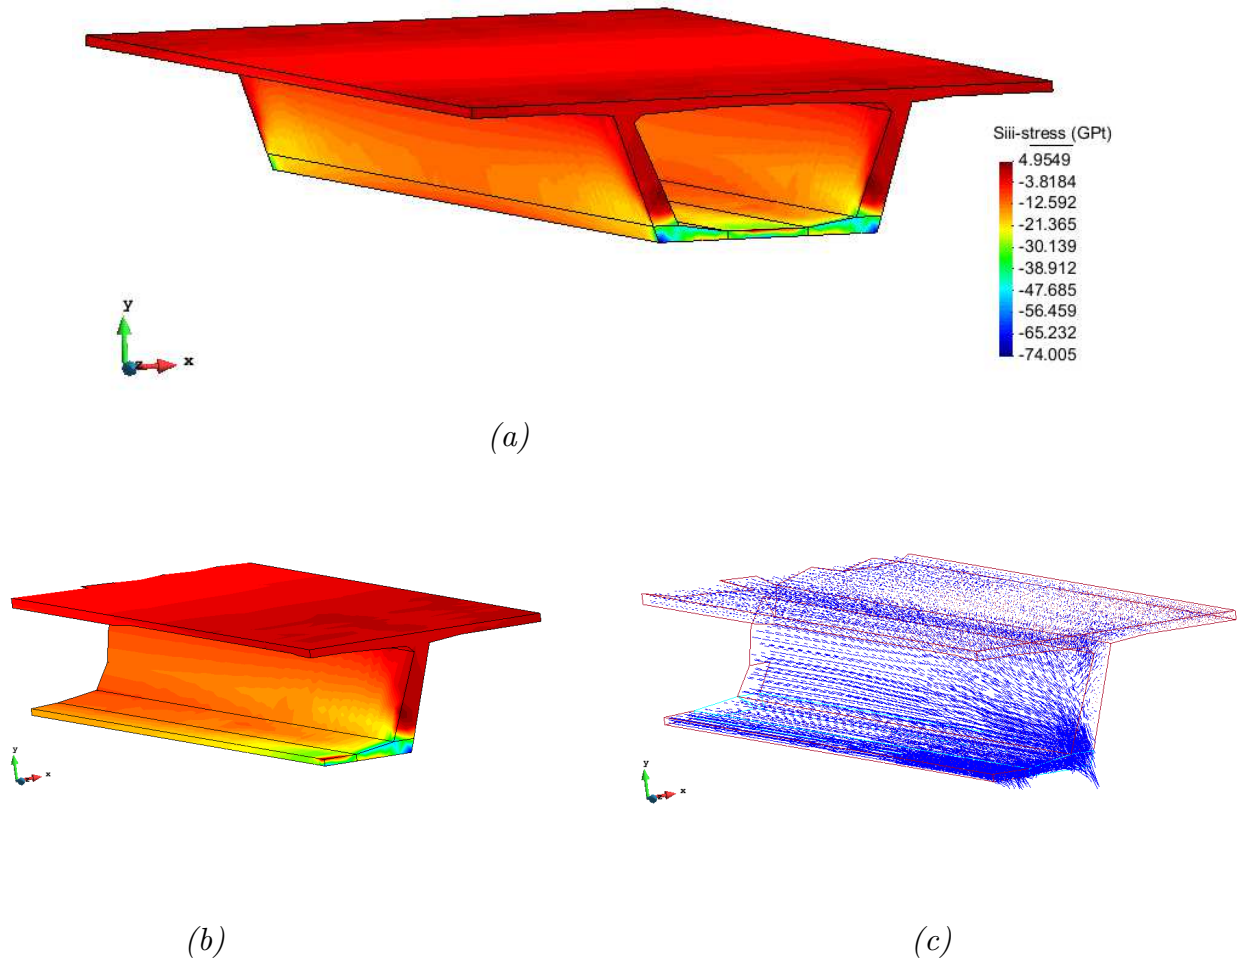 Siii-stress (GPt)
4.9549
-3.8184
-12.592
-21.365
-30.139
-38.912
-47.685
-56.459
-65.232
-74.005
y
z x
(a)
y
x
y
x
(b) (c)